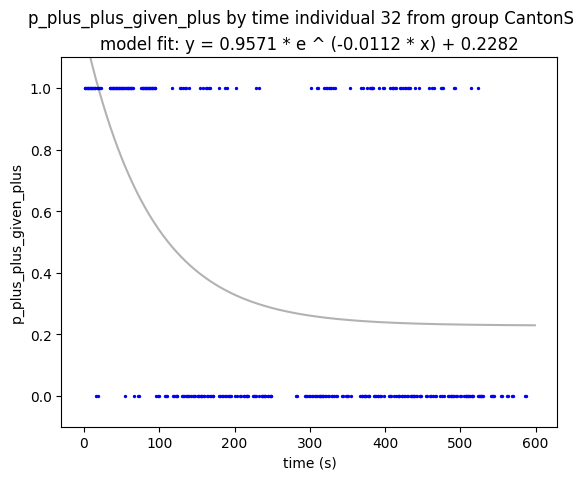 p_plus_plus_given_plus by time individual 32 from group CantonS
model fit: y = 0.9571 * e ^ (-0.0112 * x) + 0.2282
1.0
0.8
0.6
0.4
0.2
0.0
p_plus_plus_given_plus
0 100 200 300 400 500 600
time (s)